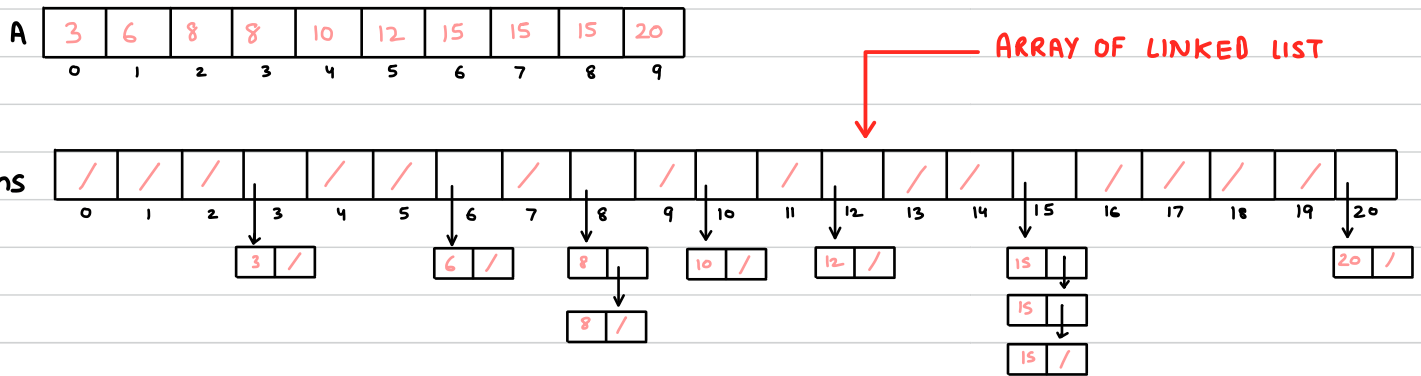 A 3 6 8 8 10 12 15 15 15 20
0 1 2 3 4 5 6 7 8 9
ARRAY OF LINKED LIST
/ / / / / / / / / / / / / /
0 1 2 3 4 5 6 7 8 9 10 11 12 13 14 15 16 17 18 19 20
3 / 6 / 8 10 / 12 / 15 20 /
15
8 /
15 /